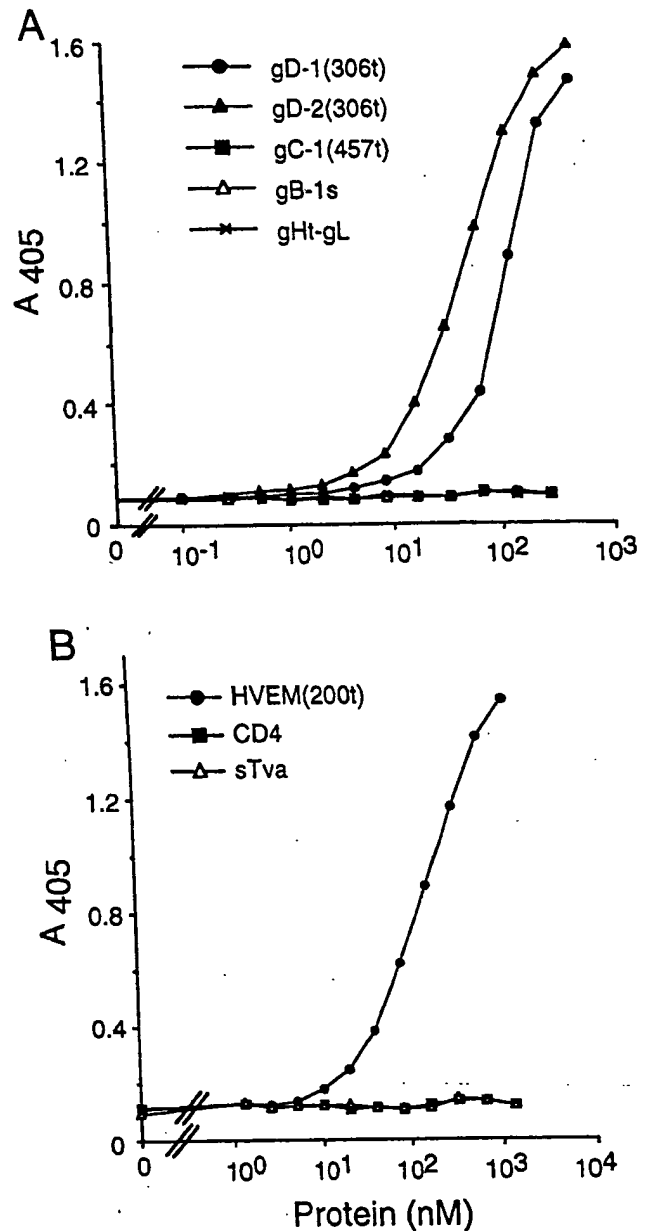 A
1.6
1.2
0.8
0.4
0
A 405
gD-1(306t)
gD-2(306t)
gC-1(457t)
gB-1s
gHt-gL
0 10-1 10⁰ 10¹ 10² 10³
B
1.6
1.2
0.8
0.4
0
A 405
HVEM(200t)
CD4
sTva
0 10⁰ 10¹ 10² 10³ 10⁴
Protein (nM)